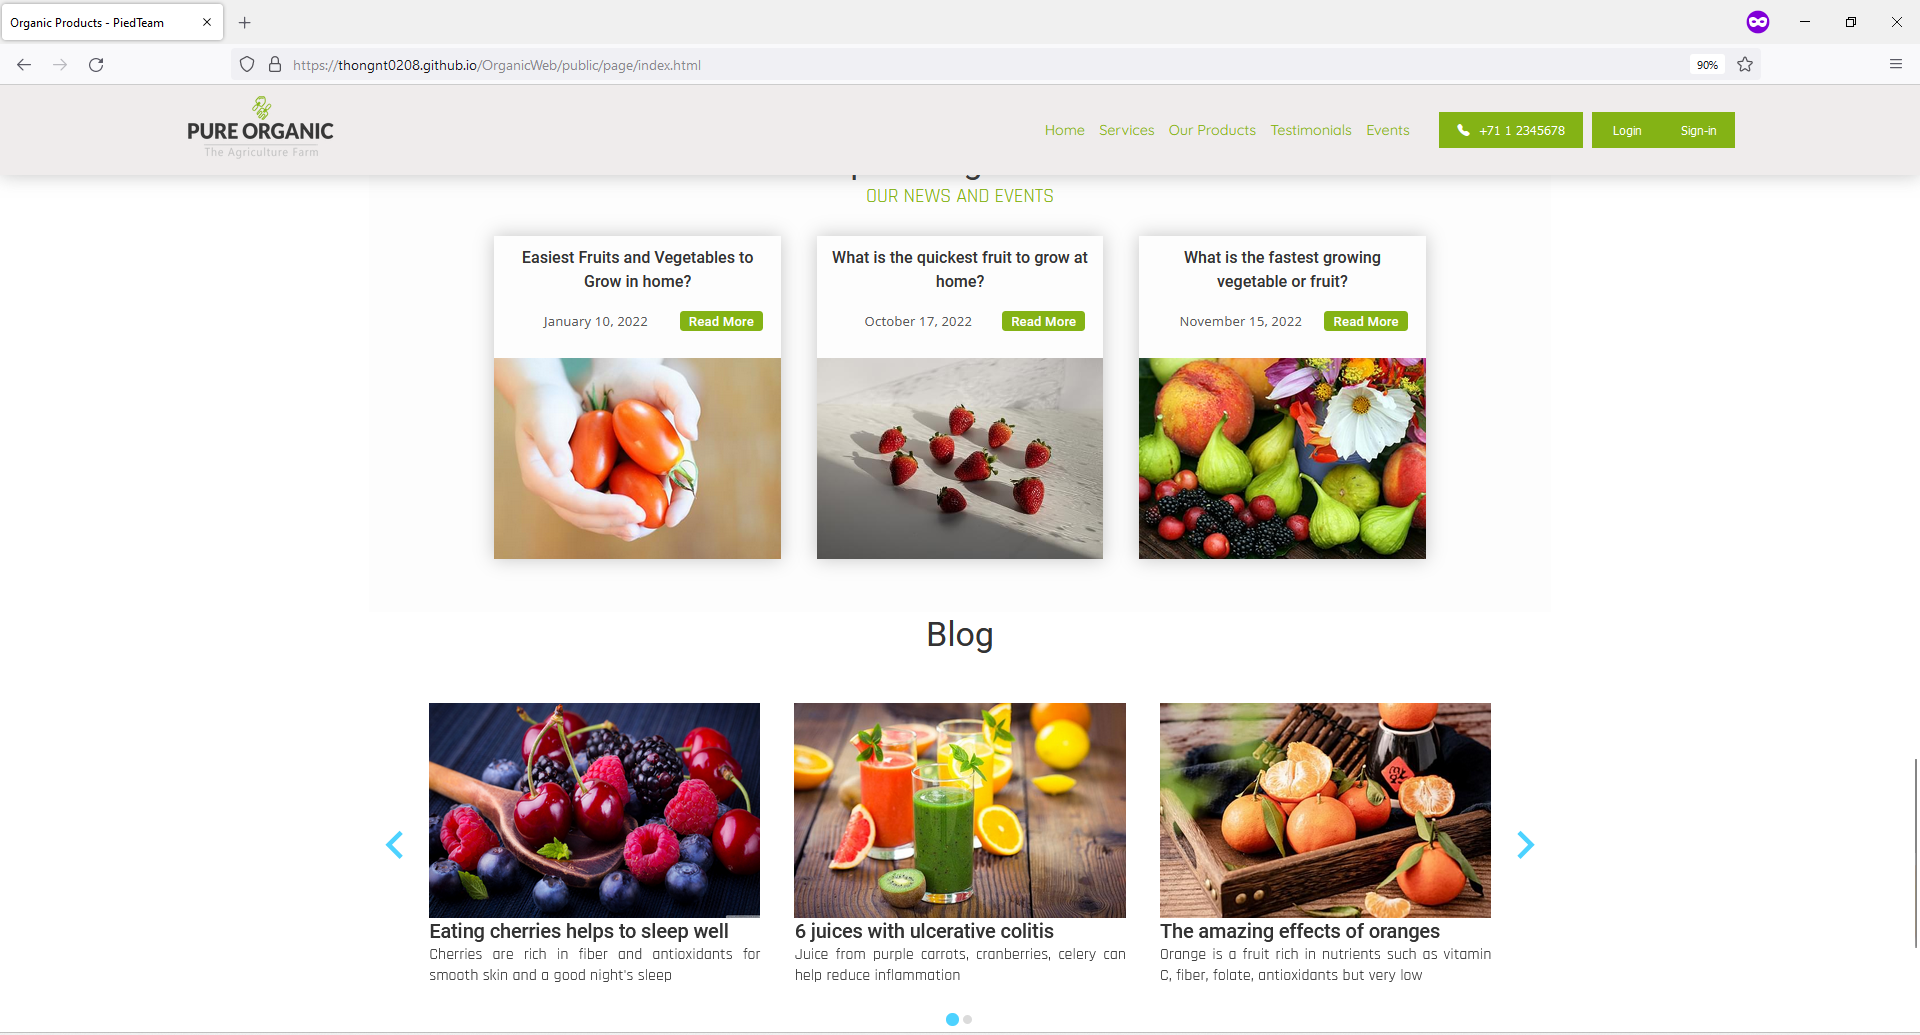 Organic Products - PiedTeam
https://thongnt0208.github.io/OrganicWeb/public/page/index.html
90%
PURE ORGANIC
The Agriculture Farm
Home
Services
Our Products
Testimonials
Events
+71 1 2345678
Login
Sign-in
OUR NEWS AND EVENTS
Easiest Fruits and Vegetables to
Grow in home?
January 10, 2022
Read More
What is the quickest fruit to grow at
home?
October 17, 2022
Read More
What is the fastest growing
vegetable or fruit?
November 15, 2022
Read More
Blog
Eating cherries helps to sleep well
Cherries are rich in fiber and antioxidants for
smooth skin and a good night's sleep
6 juices with ulcerative colitis
Juice from purple carrots, cranberries, celery can
help reduce inflammation
The amazing effects of oranges
Orange is a fruit rich in nutrients such as vitamin
C, fiber, folate, antioxidants but very low